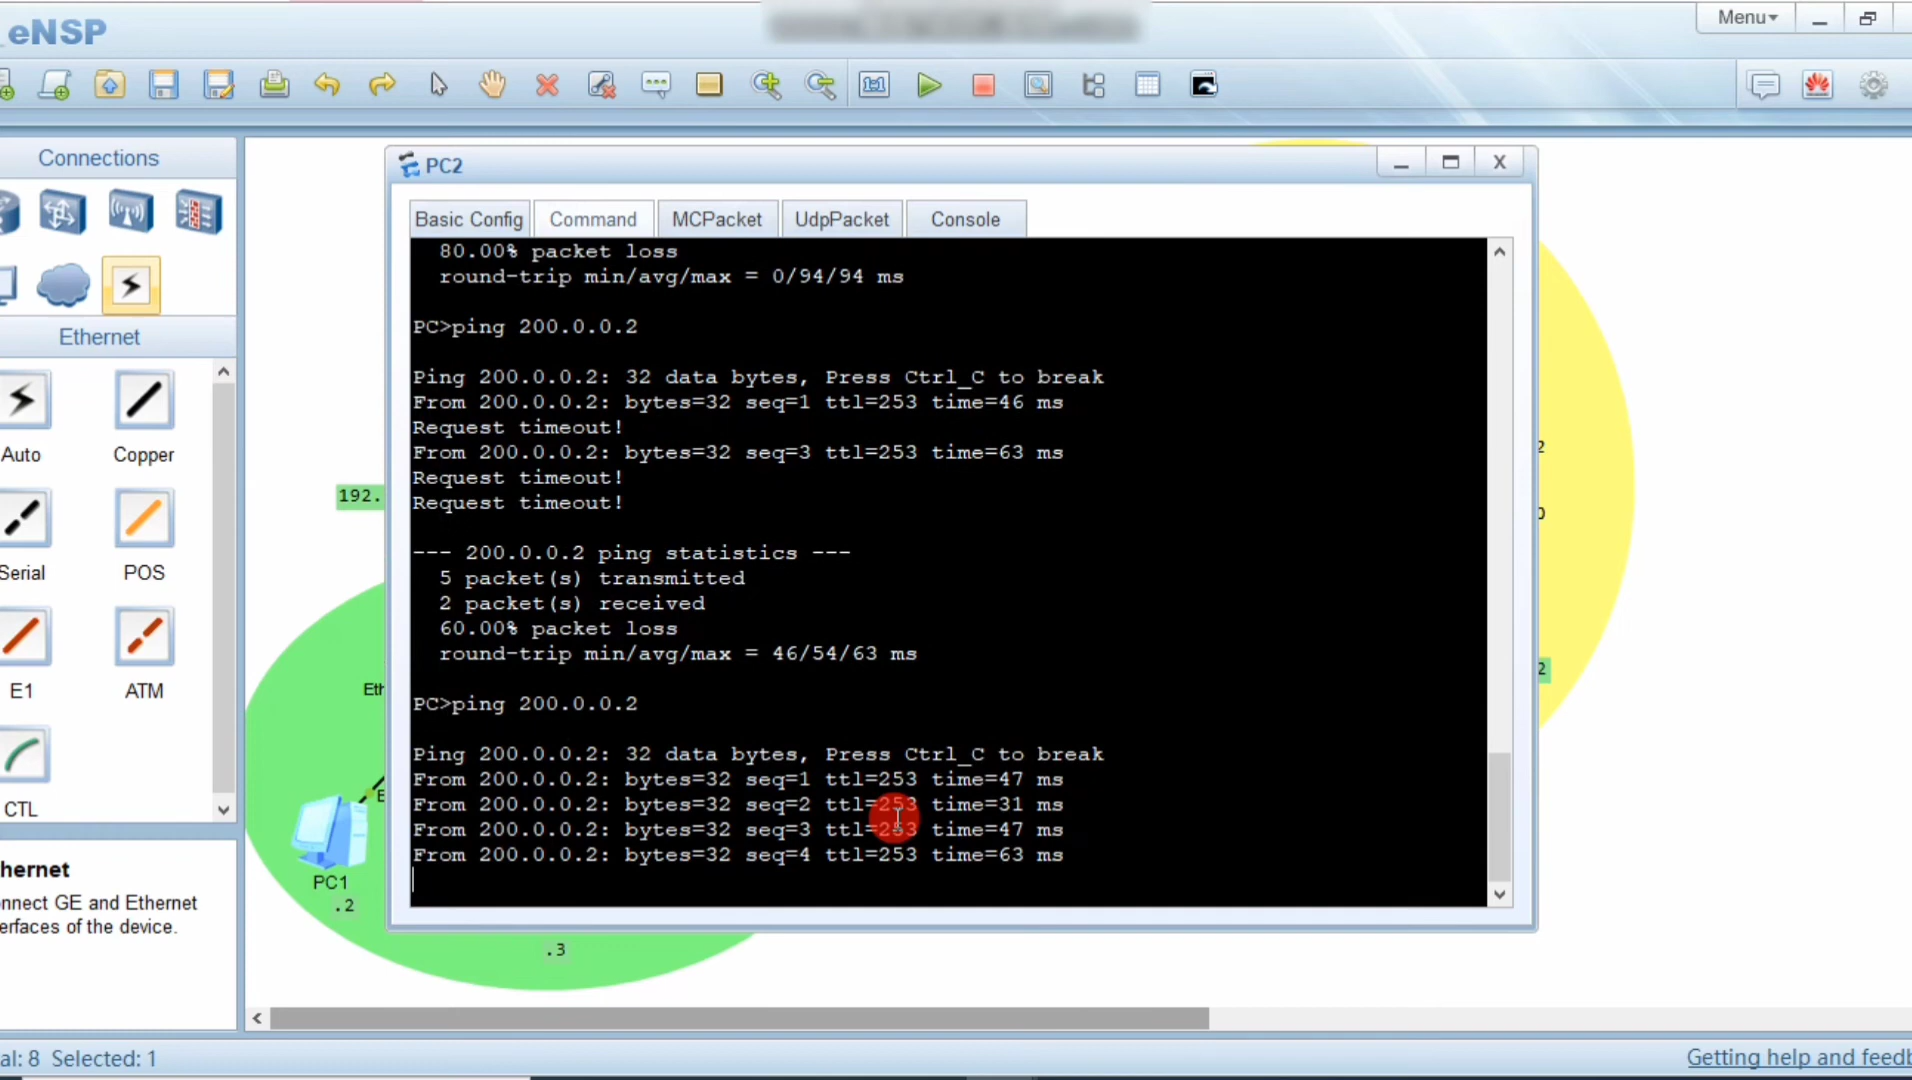 eNSP
Menu
Connections
Ethernet
Auto
Copper
Serial
POS
E1
ATM
CTL
hernet
nnect GE and Ethernet
erfaces of the device.
al: 8 Selected: 1
Getting help and feedb
192.
Eth
E
PC1
.2
.3
2
0
2
PC2
Basic Config
Command
MCPacket
UdpPacket
Console
80.00% packet loss
round-trip min/avg/max = 0/94/94 ms
PC>ping 200.0.0.2
Ping 200.0.0.2: 32 data bytes, Press Ctrl_C to break
From 200.0.0.2: bytes=32 seq=1 ttl=253 time=46 ms
Request timeout!
From 200.0.0.2: bytes=32 seq=3 ttl=253 time=63 ms
Request timeout!
Request timeout!
--- 200.0.0.2 ping statistics ---
5 packet(s) transmitted
2 packet(s) received
60.00% packet loss
round-trip min/avg/max = 46/54/63 ms
PC>ping 200.0.0.2
Ping 200.0.0.2: 32 data bytes, Press Ctrl_C to break
From 200.0.0.2: bytes=32 seq=1 ttl=253 time=47 ms
From 200.0.0.2: bytes=32 seq=2 ttl=253 time=31 ms
From 200.0.0.2: bytes=32 seq=3 ttl=253 time=47 ms
From 200.0.0.2: bytes=32 seq=4 ttl=253 time=63 ms